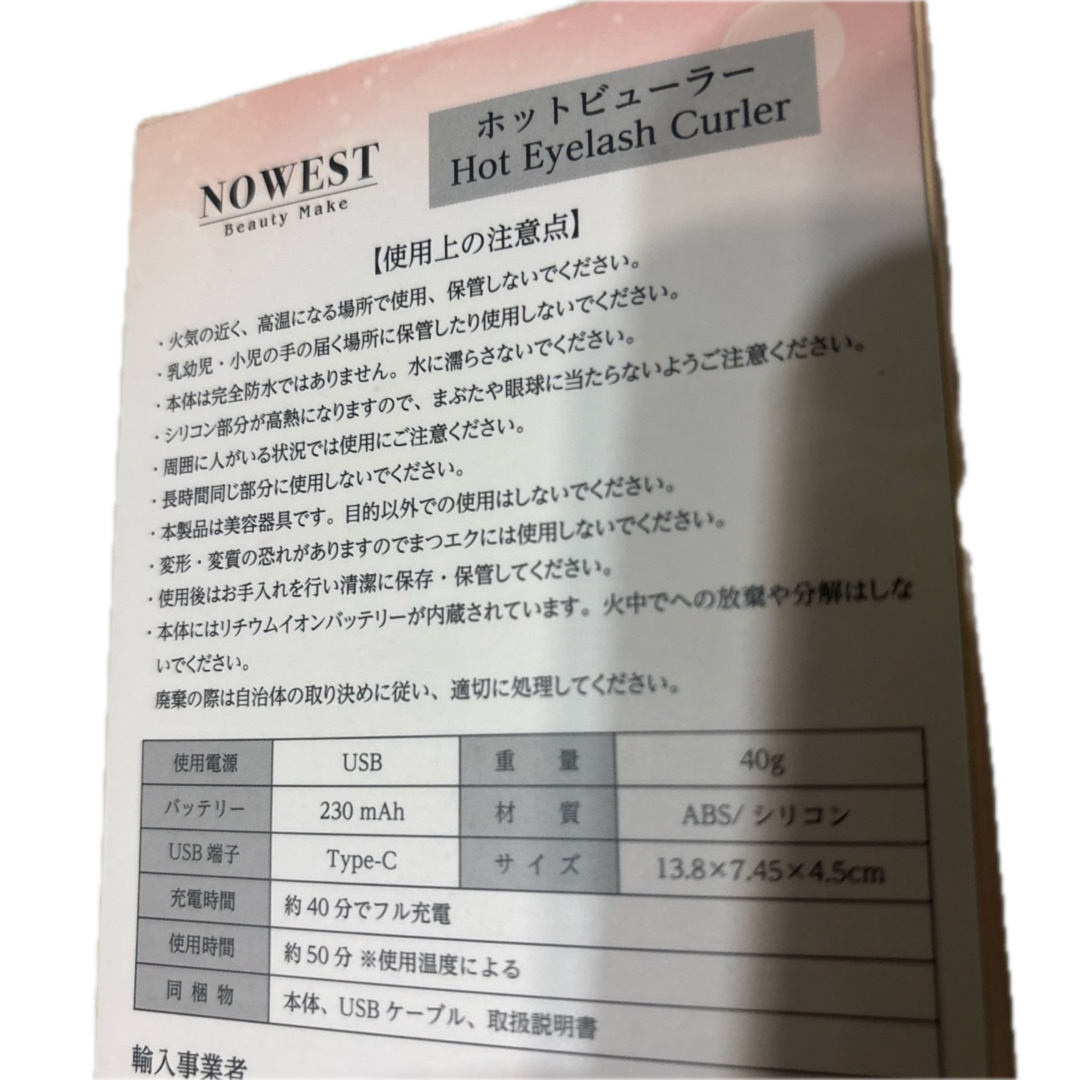 ホットビューラー
Hot Eyelash Curler
NOWEST
Beauty Make
【使用上の注意点】
・火気の近く、高温になる場所で使用、保管しないでください。
・乳幼児・小児の手の届く場所に保管したり使用しないでください。
・本体は完全防水ではありません。水に濡らさないでください。
・シリコン部分が高熱になりますので、まぶたや眼球に当たらないようご注意ください。
・周囲に人がいる状況では使用にご注意ください。
・長時間同じ部分に使用しないでください。
・本製品は美容器具です。目的以外での使用はしないでください。
・変形・変質の恐れがありますのでまつエクには使用しないでください。
・使用後はお手入れを行い清潔に保存・保管してください。
・本体にはリチウムイオンバッテリーが内蔵されています。火中でへの放棄や分解はしな
いでください。
廃棄の際は自治体の取り決めに従い、適切に処理してください。
使用電源 USB 重量 40g
バッテリー 230 mAh 材質 ABS/シリコン
USB端子 Type-C サイズ 13.8×7.45×4.5cm
充電時間 約40分でフル充電
使用時間 約50分 ※使用温度による
同梱物 本体、USBケーブル、取扱説明書
輸入事業者